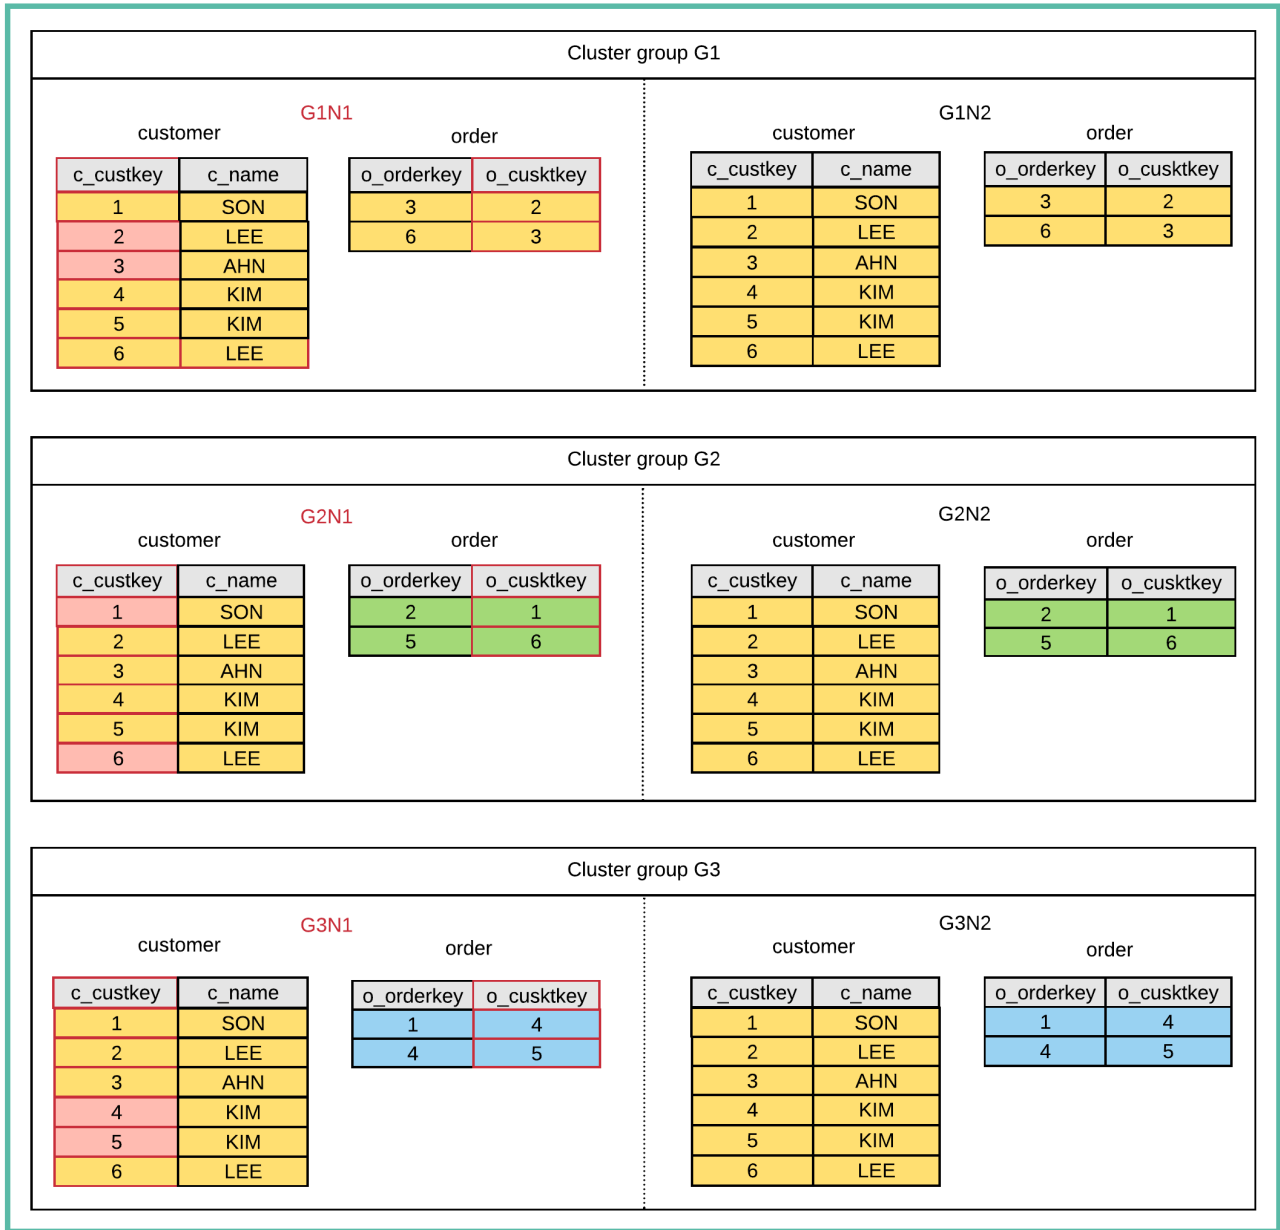 Cluster group G1
G1N1
customer
order
c_custkey c_name
1 SON
2 LEE
3 AHN
4 KIM
5 KIM
6 LEE
o_orderkey o_cusktkey
3 2
6 3
G1N2
customer
order
c_custkey c_name
1 SON
2 LEE
3 AHN
4 KIM
5 KIM
6 LEE
o_orderkey o_cusktkey
3 2
6 3
Cluster group G2
G2N1
customer
order
c_custkey c_name
1 SON
2 LEE
3 AHN
4 KIM
5 KIM
6 LEE
o_orderkey o_cusktkey
2 1
5 6
G2N2
customer
order
c_custkey c_name
1 SON
2 LEE
3 AHN
4 KIM
5 KIM
6 LEE
o_orderkey o_cusktkey
2 1
5 6
Cluster group G3
G3N1
customer
order
c_custkey c_name
1 SON
2 LEE
3 AHN
4 KIM
5 KIM
6 LEE
o_orderkey o_cusktkey
1 4
4 5
G3N2
customer
order
c_custkey c_name
1 SON
2 LEE
3 AHN
4 KIM
5 KIM
6 LEE
o_orderkey o_cusktkey
1 4
4 5